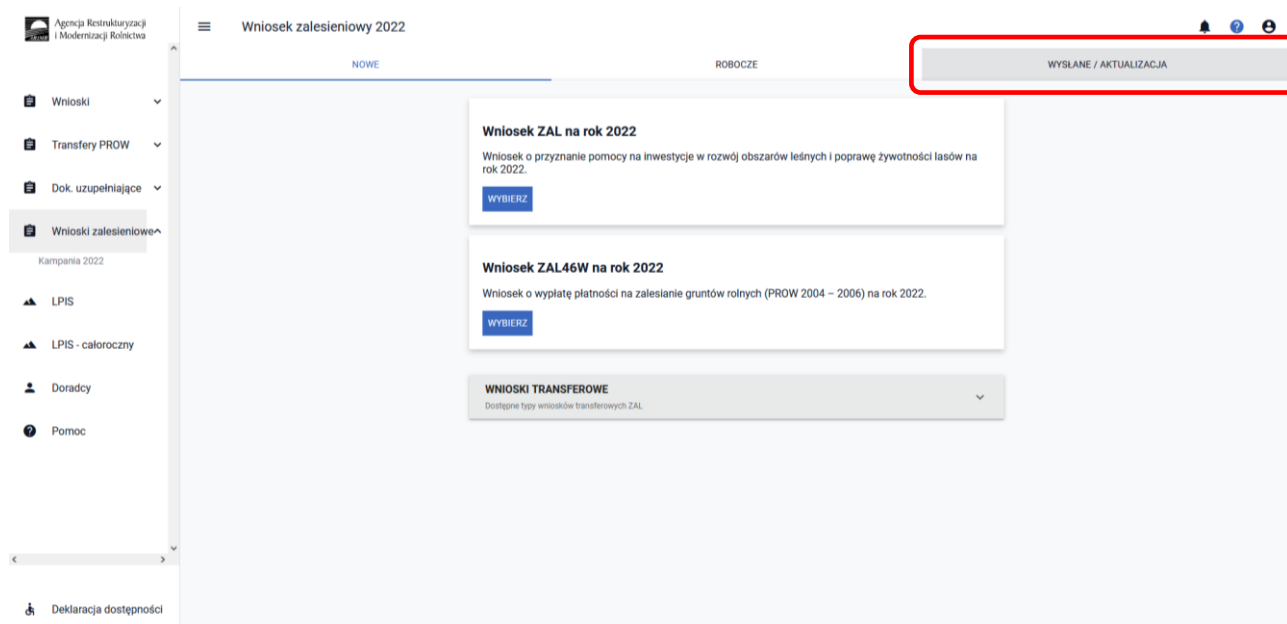 Agencja Restrukturyzacji
i Modernizacji Rolnictwa
Wniosek zalesieniowy 2022
NOWE
ROBOCZE
WYSŁANE / AKTUALIZACJA
Wnioski
Transfery PROW
Dok. uzupełniające
Wnioski zalesieniowe
Kampania 2022
LPIS
LPIS - całoroczny
Doradcy
Pomoc
Deklaracja dostępności
Wniosek ZAL na rok 2022
Wniosek o przyznanie pomocy na inwestycje w rozwój obszarów leśnych i poprawę żywotności lasów na
rok 2022.
WYBIERZ
Wniosek ZAL46W na rok 2022
Wniosek o wypłatę płatności na zalesianie gruntów rolnych (PROW 2004 – 2006) na rok 2022.
WYBIERZ
WNIOSKI TRANSFEROWE
Dostępne typy wniosków transferowych ZAL